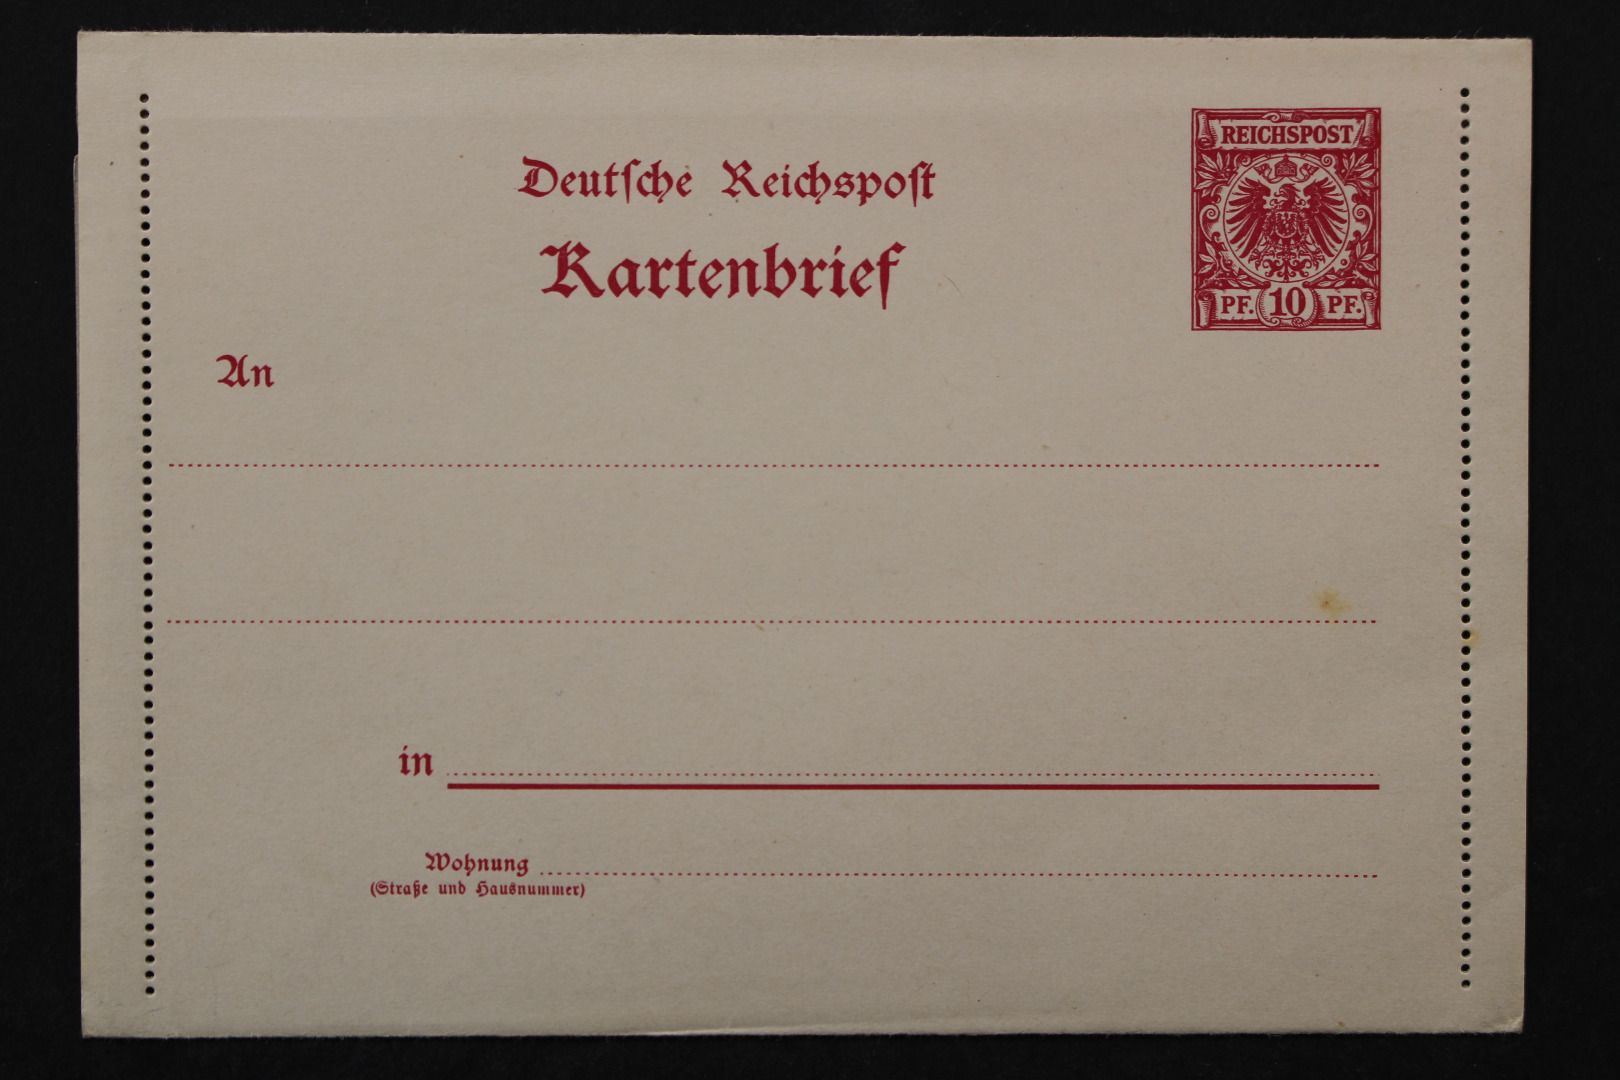 REICHSPOST
Deutſche Reichspoſt
Kartenbrief
PF. 10 PF.
An
in
Wohnung
(Straße und Hausnummer)